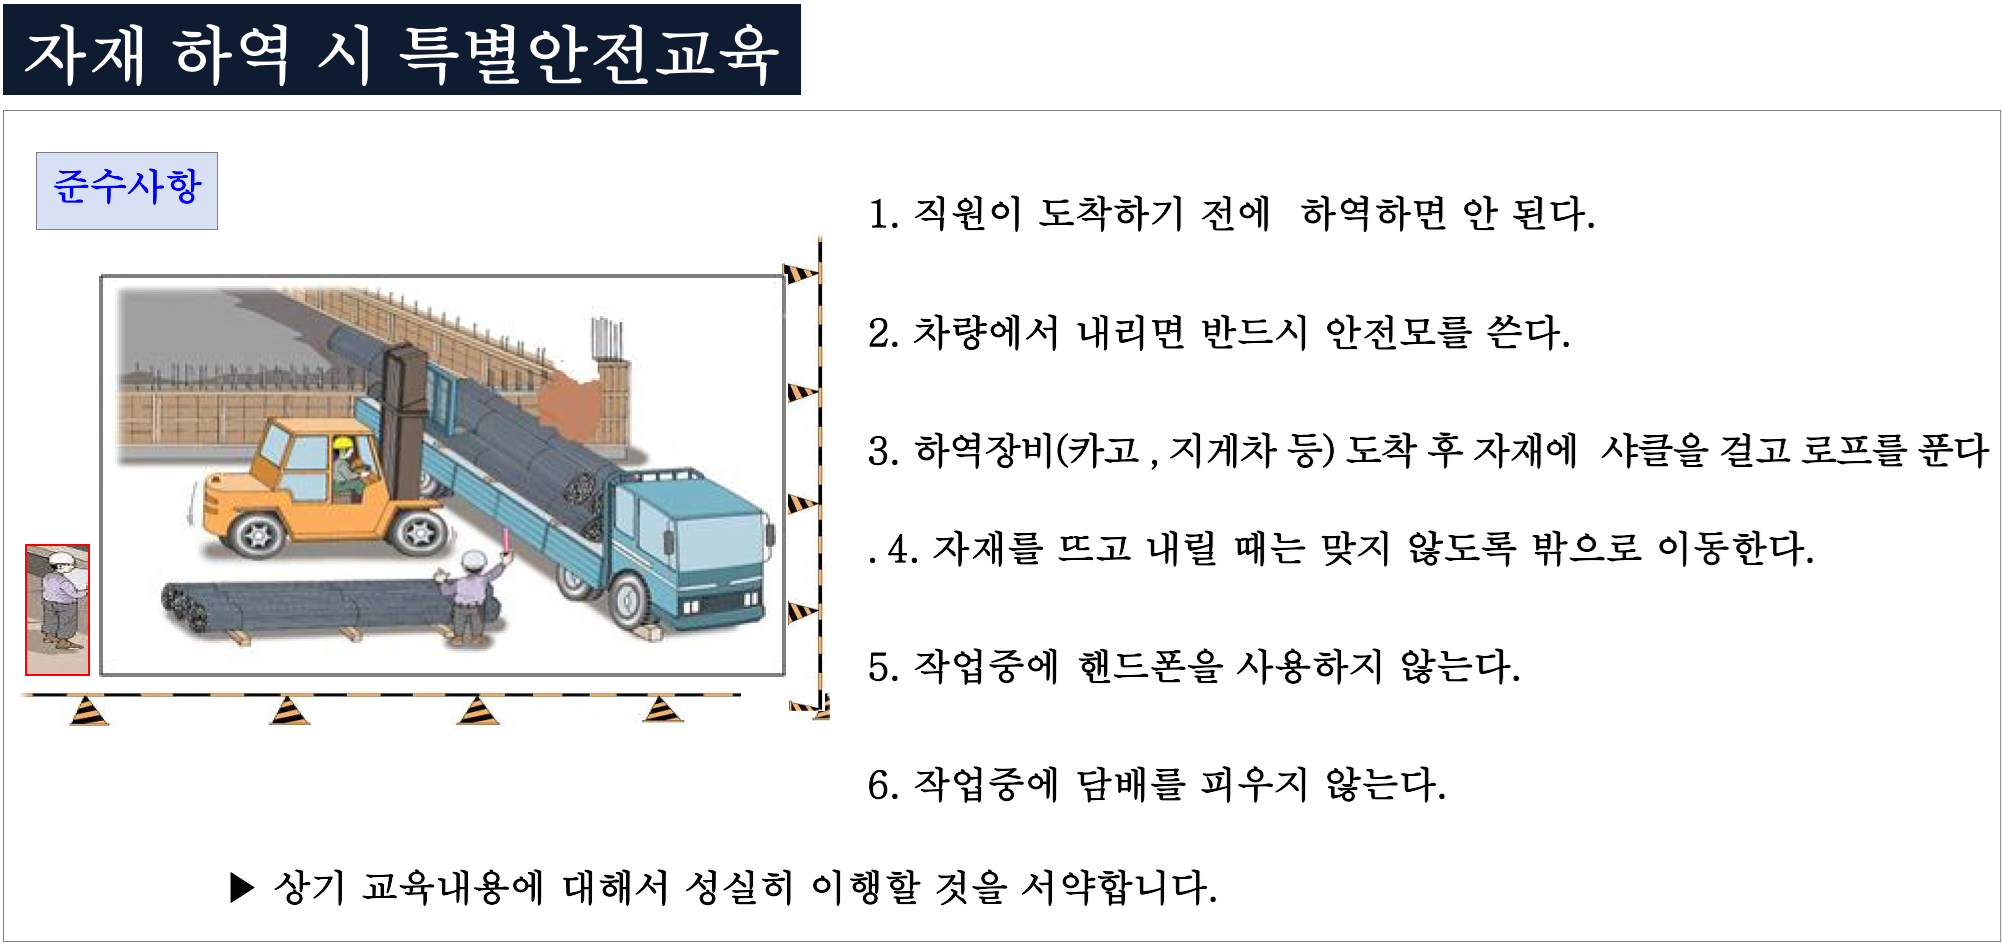 자재 하역 시 특별안전교육
준수사항
1. 직원이 도착하기 전에 하역하면 안 된다.
2. 차량에서 내리면 반드시 안전모를 쓴다.
3. 하역장비(카고 , 지게차 등) 도착 후 자재에 샤클을 걸고 로프를 푼다
. 4. 자재를 뜨고 내릴 때는 맞지 않도록 밖으로 이동한다.
5. 작업중에 핸드폰을 사용하지 않는다.
6. 작업중에 담배를 피우지 않는다.
▶ 상기 교육내용에 대해서 성실히 이행할 것을 서약합니다.